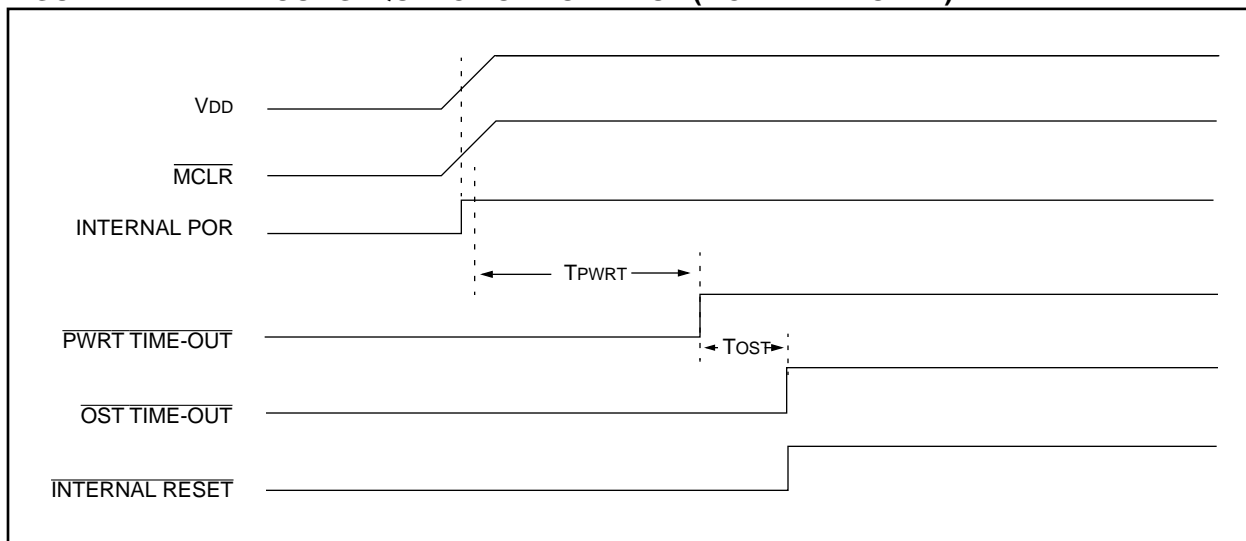 VDD
MCLR
INTERNAL POR
TPWRT
PWRT TIME-OUT
TOST
OST TIME-OUT
INTERNAL RESET